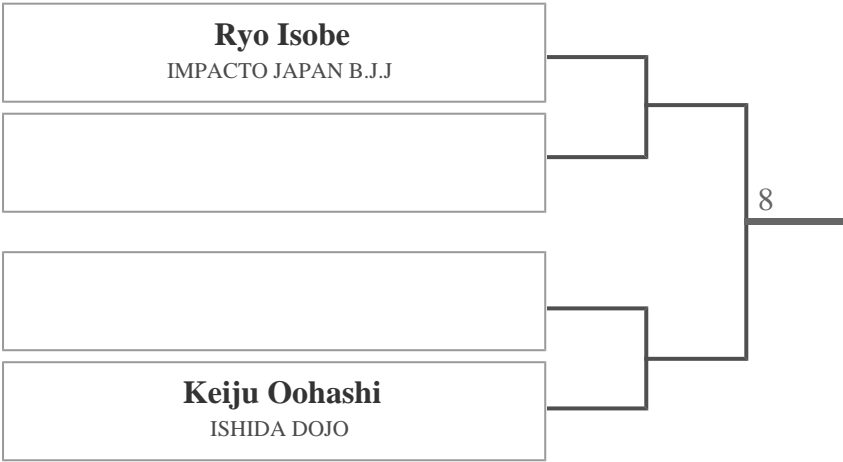 Ryo Isobe
IMPACTO JAPAN B.J.J
8
Keiju Oohashi
ISHIDA DOJO